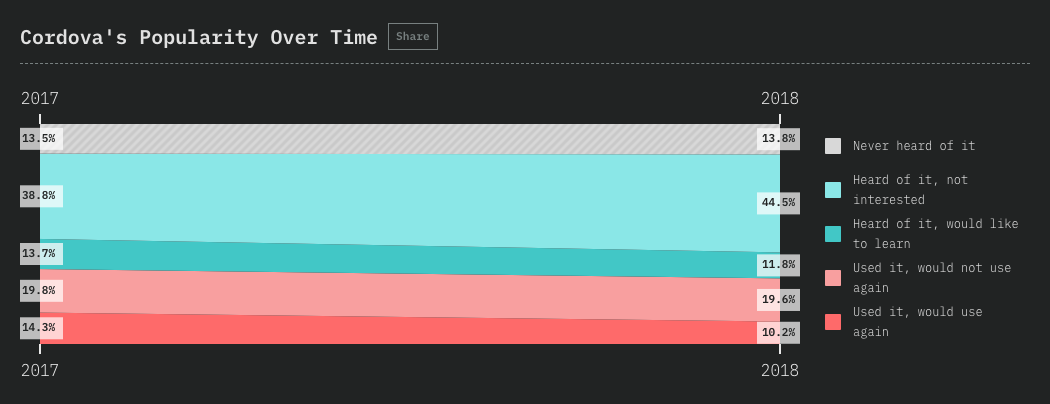 Cordova's Popularity Over Time Share
2017 2018
13.5% 13.8%
Never heard of it
38.8% 44.5%
Heard of it, not
interested
13.7% 11.8%
Heard of it, would like
to learn
19.8% 19.6%
Used it, would not use
again
14.3% 10.2%
Used it, would use
again
2017 2018